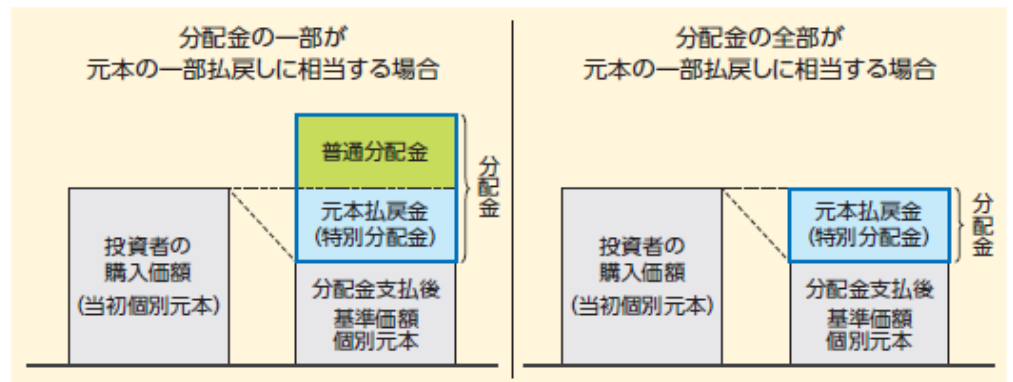 分配金の一部が
元本の一部払戻しに相当する場合
普通分配金
元本払戻金
(特別分配金)
分配金
投資者の
購入価額
(当初個別元本)
分配金支払後
基準価額
個別元本
分配金の全部が
元本の一部払戻しに相当する場合
元本払戻金
(特別分配金)
分配金
投資者の
購入価額
(当初個別元本)
分配金支払後
基準価額
個別元本